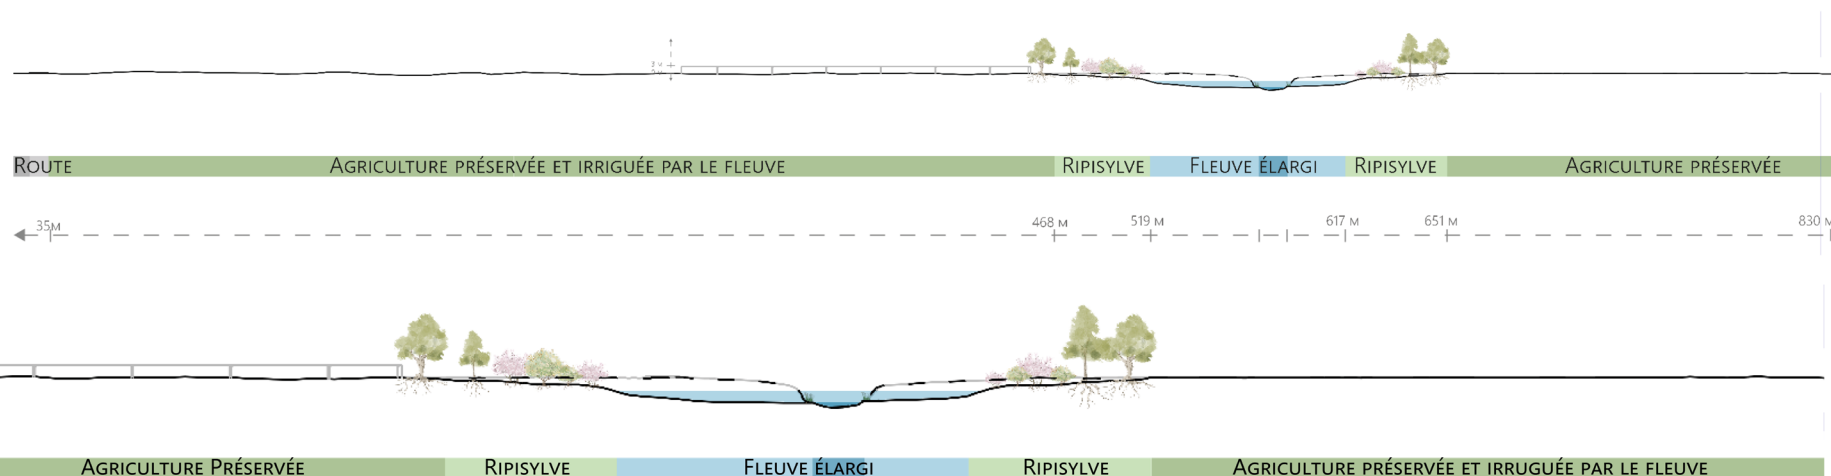 Route Agriculture préservée et irriguée par le fleuve Ripisylve Fleuve élargi Ripisylve Agriculture préservée
35m 468 m 519 m 617 m 651 m 830 m
Agriculture Préservée Ripisylve Fleuve élargi Ripisylve Agriculture préservée et irruguée par le fleuve